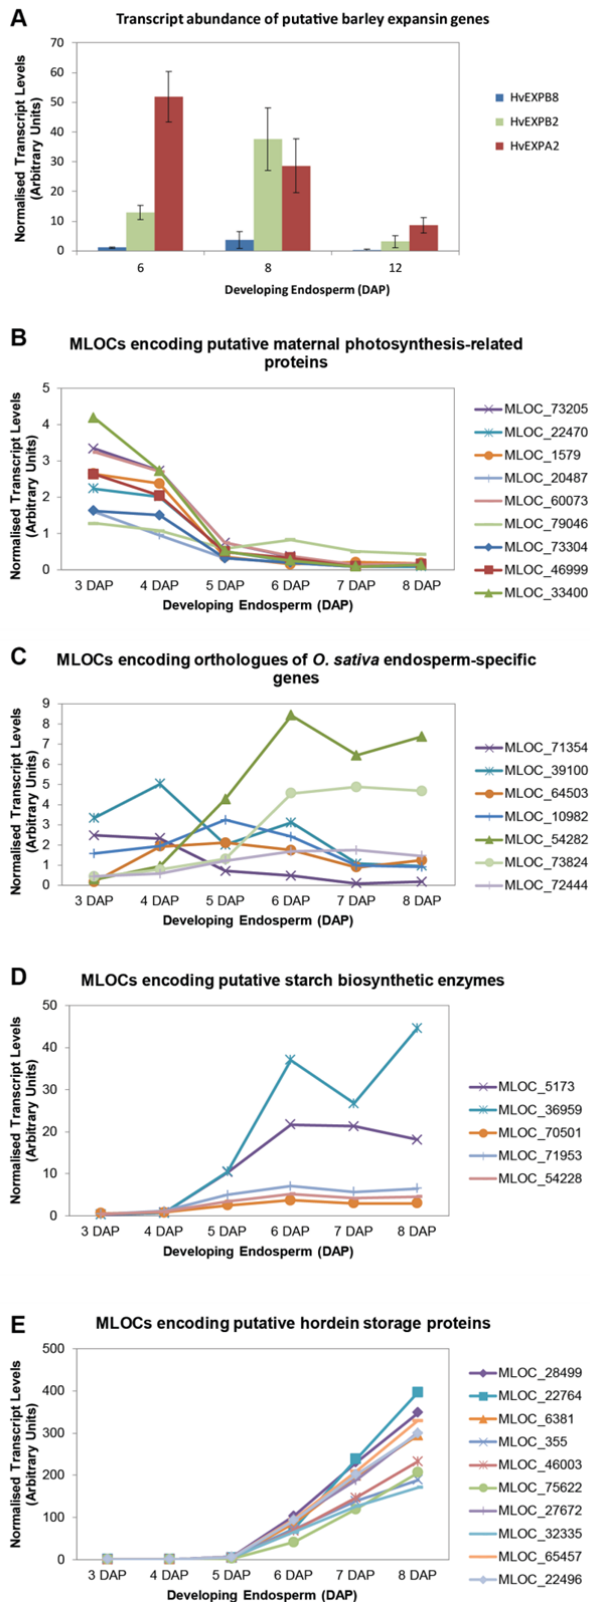 A
Transcript abundance of putative barley expansin genes
Normalised Transcript Levels
(Arbitrary Units)
70
60
50
40
30
20
10
0
6
8
12
Developing Endosperm (DAP)
HvEXPB8
HvEXPB2
HvEXPA2
B
MLOCs encoding putative maternal photosynthesis-related
proteins
Normalised Transcript Levels
(Arbitrary Units)
5
4
3
2
1
0
3 DAP 4 DAP 5 DAP 6 DAP 7 DAP 8 DAP
Developing Endosperm (DAP)
MLOC_73205
MLOC_22470
MLOC_1579
MLOC_20487
MLOC_60073
MLOC_79046
MLOC_73304
MLOC_46999
MLOC_33400
C
MLOCs encoding orthologues of O. sativa endosperm-specific
genes
Normalised Transcript Levels
(Arbitrary Units)
9
8
7
6
5
4
3
2
1
0
3 DAP 4 DAP 5 DAP 6 DAP 7 DAP 8 DAP
Developing Endosperm (DAP)
MLOC_71354
MLOC_39100
MLOC_64503
MLOC_10982
MLOC_54282
MLOC_73824
MLOC_72444
D
MLOCs encoding putative starch biosynthetic enzymes
Normalised Transcript Levels
(Arbitrary Units)
50
40
30
20
10
0
3 DAP 4 DAP 5 DAP 6 DAP 7 DAP 8 DAP
Developing Endosperm (DAP)
MLOC_5173
MLOC_36959
MLOC_70501
MLOC_71953
MLOC_54228
E
MLOCs encoding putative hordein storage proteins
Normalised Transcript Levels
(Arbitrary Units)
500
400
300
200
100
0
3 DAP 4 DAP 5 DAP 6 DAP 7 DAP 8 DAP
Developing Endosperm (DAP)
MLOC_28499
MLOC_22764
MLOC_6381
MLOC_355
MLOC_46003
MLOC_75622
MLOC_27672
MLOC_32335
MLOC_65457
MLOC_22496